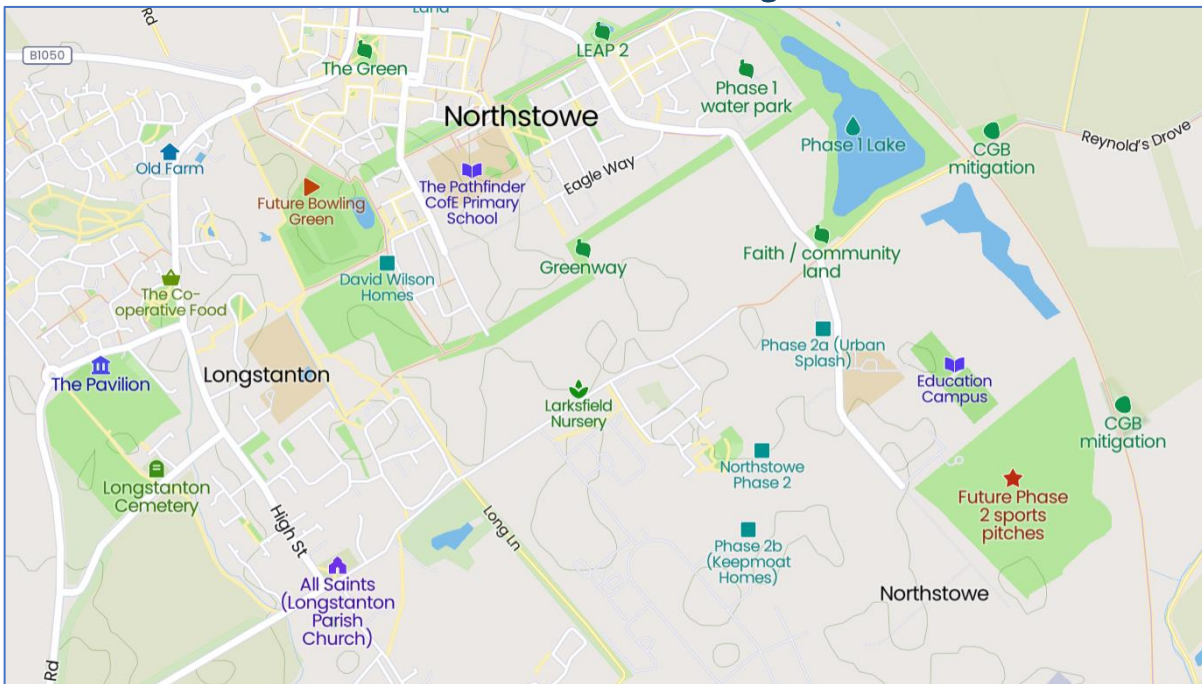 Rd
Land
B1050
The Green
LEAP 2
Phase 1
water park
Northstowe
Phase 1 Lake
CGB
mitigation
Reynold's Drove
Old Farm
Future Bowling
Green
The Pathfinder
CofE Primary
School
Eagle Way
Greenway
Faith / community
land
David Wilson
Homes
The Co-
operative Food
Phase 2a (Urban
Splash)
The Pavilion
Longstanton
Larksfield
Nursery
Education
Campus
CGB
mitigation
Longstanton
Cemetery
High St
Long Ln
Northstowe
Phase 2
Future Phase
2 sports
pitches
Phase 2b
(Keepmoat
Homes)
All Saints
(Longstanton
Parish
Church)
Northstowe
Rd